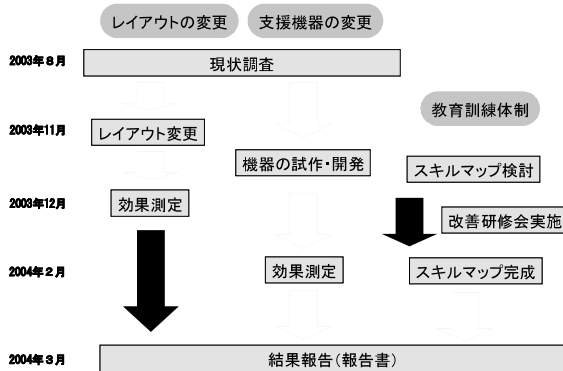 レイアウトの変更
支援機器の変更
2003年8月
現状調査
教育訓練体制
2003年11月
レイアウト変更
機器の試作・開発
スキルマップ検討
2003年12月
効果測定
改善研修会実施
2004年2月
効果測定
スキルマップ完成
2004年3月
結果報告(報告書)